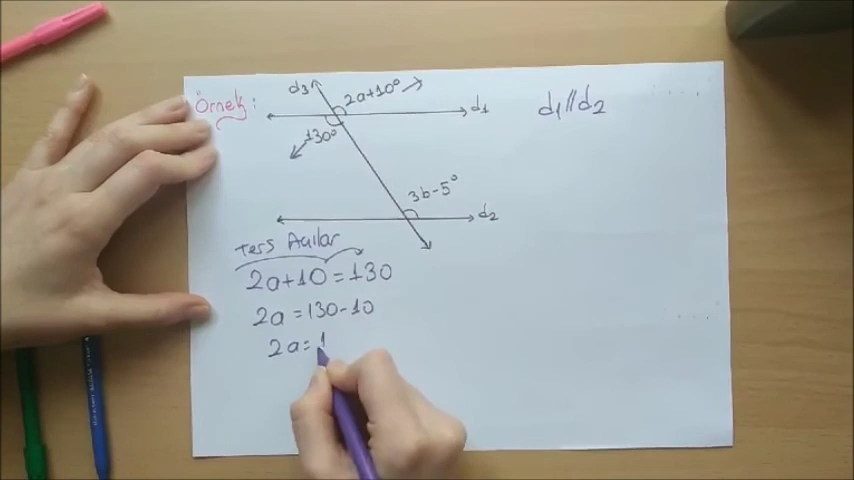 Örnek:
d3
2a+10°
d1
d1//d2
130°
3b-5°
d2
Ters Açılar
2a+10=130
2a=130-10
2a=1